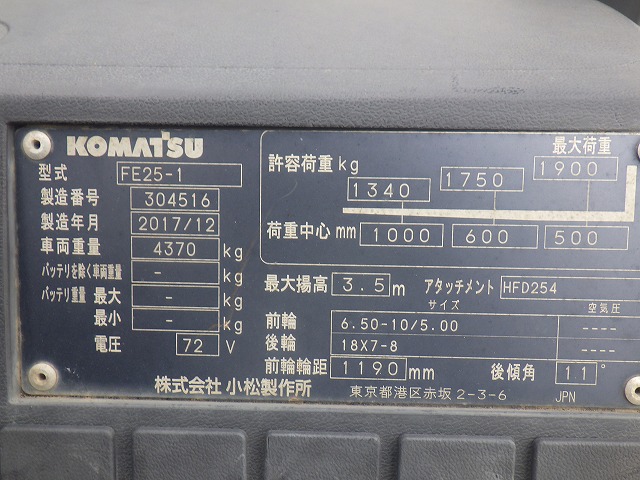 KOMATSU
型式 FE25-1
製造番号 304516
製造年月 2017/12
車両重量 4370 kg
バッテリを除く車両重量 - kg
バッテリ重量 最大 - kg
最小 - kg
電圧 72 V
株式会社 小松製作所
最大荷重
許容荷重 kg 1340 1750 1900
荷重中心 mm 1000 600 500
最大揚高 3.5 m アタッチメント HFD254
サイズ 空気圧
前輪 6.50-10/5.00 ----
後輪 18X7-8 ----
前輪輪距 1190 mm 後傾角 11°
東京都港区赤坂 2-3-6 JPN